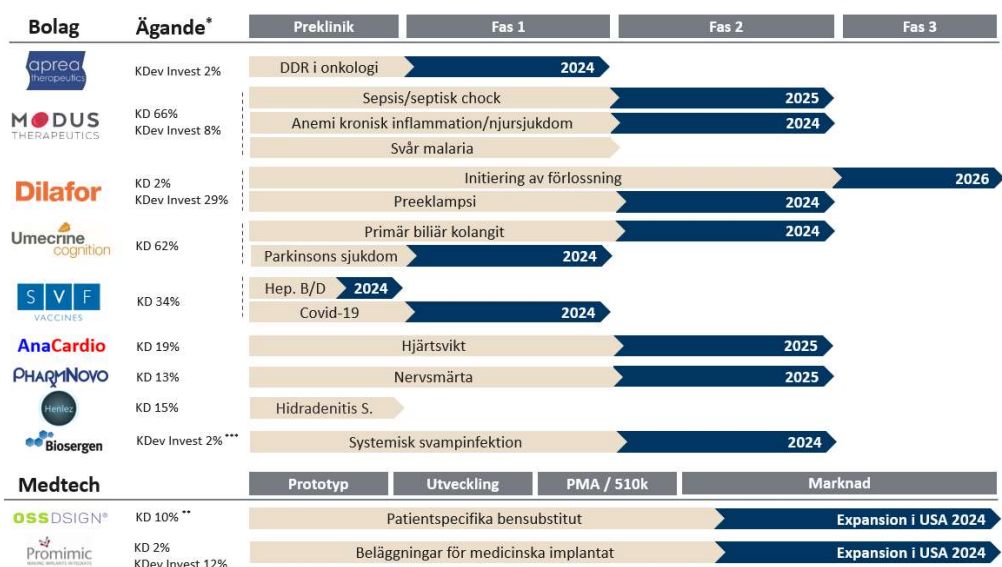 Bolag Ägande* Preklinik Fas 1 Fas 2 Fas 3
aprea therapeutics KDev Invest 2% DDR i onkologi 2024
MODUS THERAPEUTICS KD 66% KDev Invest 8%
Sepsis/septisk chock 2025
Anemi kronisk inflammation/njursjukdom 2024
Svår malaria
Dilafor KD 2% KDev Invest 29%
Initiering av förlossning 2026
Preeklampsi 2024
Umecrine cognition KD 62%
Primär biliär kolangit 2024
Parkinsons sjukdom 2024
SVF VACCINES KD 34%
Hep. B/D 2024
Covid-19 2024
AnaCardio KD 19% Hjärtsvikt 2025
PHARMNOVO KD 13% Nervsmärta 2025
Henlez KD 15% Hidradenitis S.
Biosergen KDev Invest 2% *** Systemisk svampinfektion 2024
Medtech Prototyp Utveckling PMA / 510k Marknad
OSSDSIGN® KD 10% ** Patientspecifika bensubstitut Expansion i USA 2024
Promimic MAKING IMPLANTS INTEGRATE KD 2% KDev Invest 12% Beläggningar för medicinska implantat Expansion i USA 2024